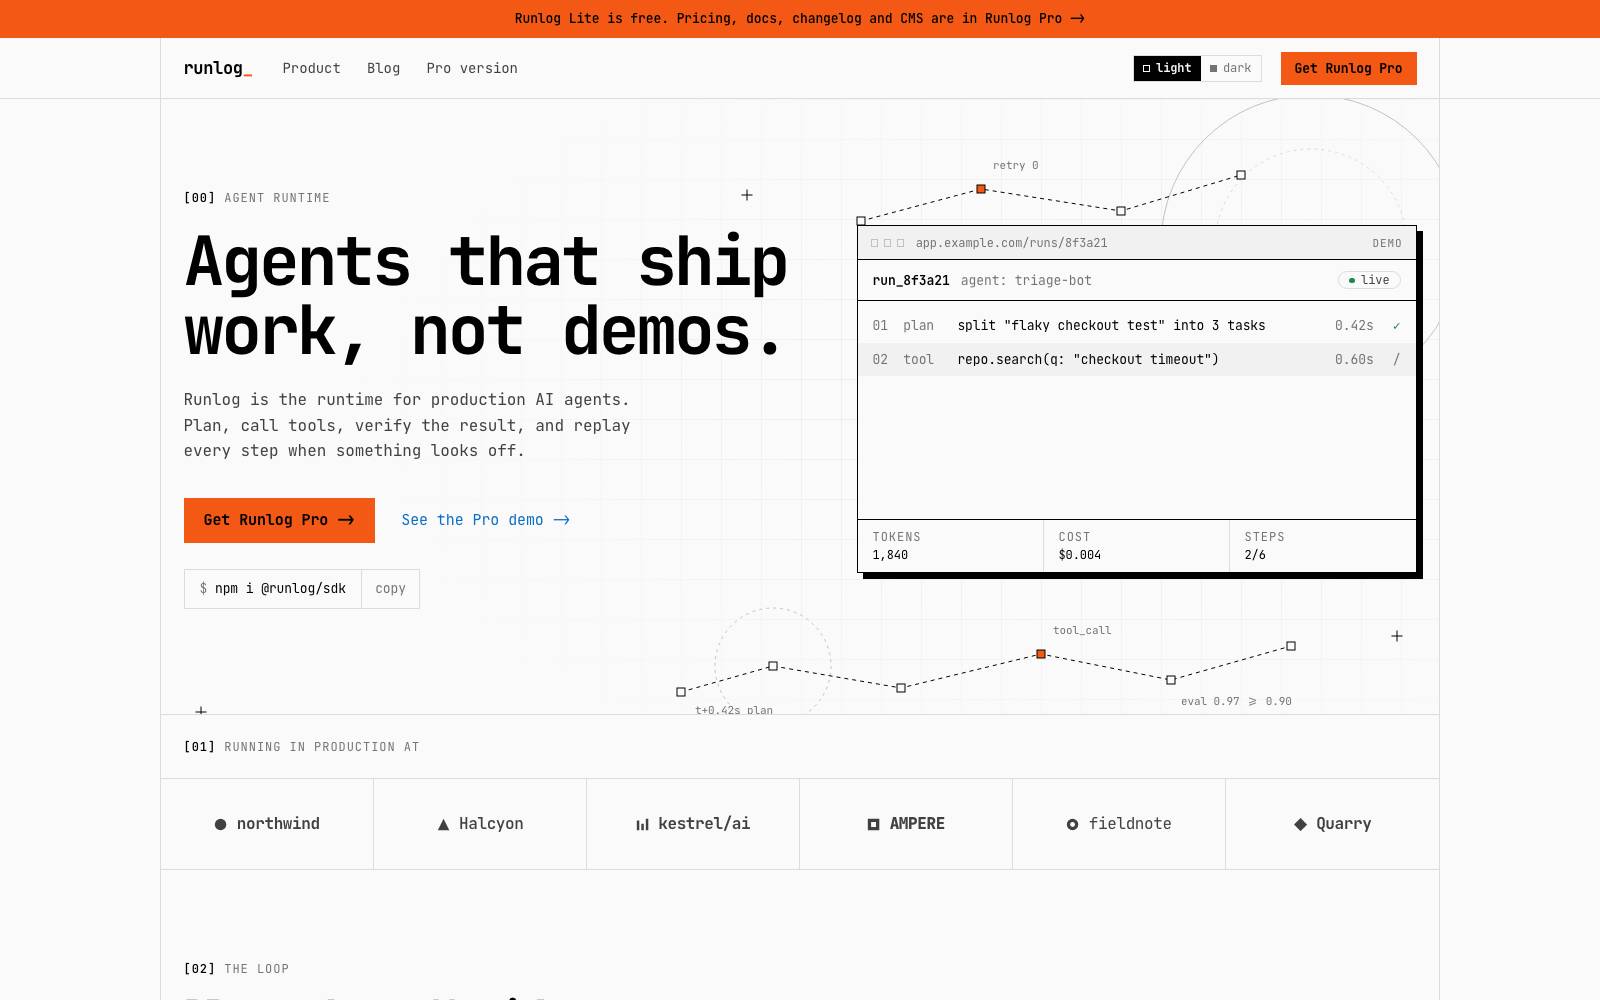 Runlog Lite is free. Pricing, docs, changelog and CMS are in Runlog Pro →
runlog_
Product
Blog
Pro version
light
dark
Get Runlog Pro
[00] AGENT RUNTIME
Agents that ship
work, not demos.
Runlog is the runtime for production AI agents.
Plan, call tools, verify the result, and replay
every step when something looks off.
Get Runlog Pro →
See the Pro demo →
$ npm i @runlog/sdk
copy
retry 0
app.example.com/runs/8f3a21
DEMO
run_8f3a21 agent: triage-bot
live
01 plan split "flaky checkout test" into 3 tasks 0.42s ✓
02 tool repo.search(q: "checkout timeout") 0.60s /
TOKENS
1,840
COST
$0.004
STEPS
2/6
tool_call
t+0.42s plan
eval 0.97 ⩾ 0.90
[01] RUNNING IN PRODUCTION AT
northwind
Halcyon
kestrel/ai
AMPERE
fieldnote
Quarry
[02] THE LOOP